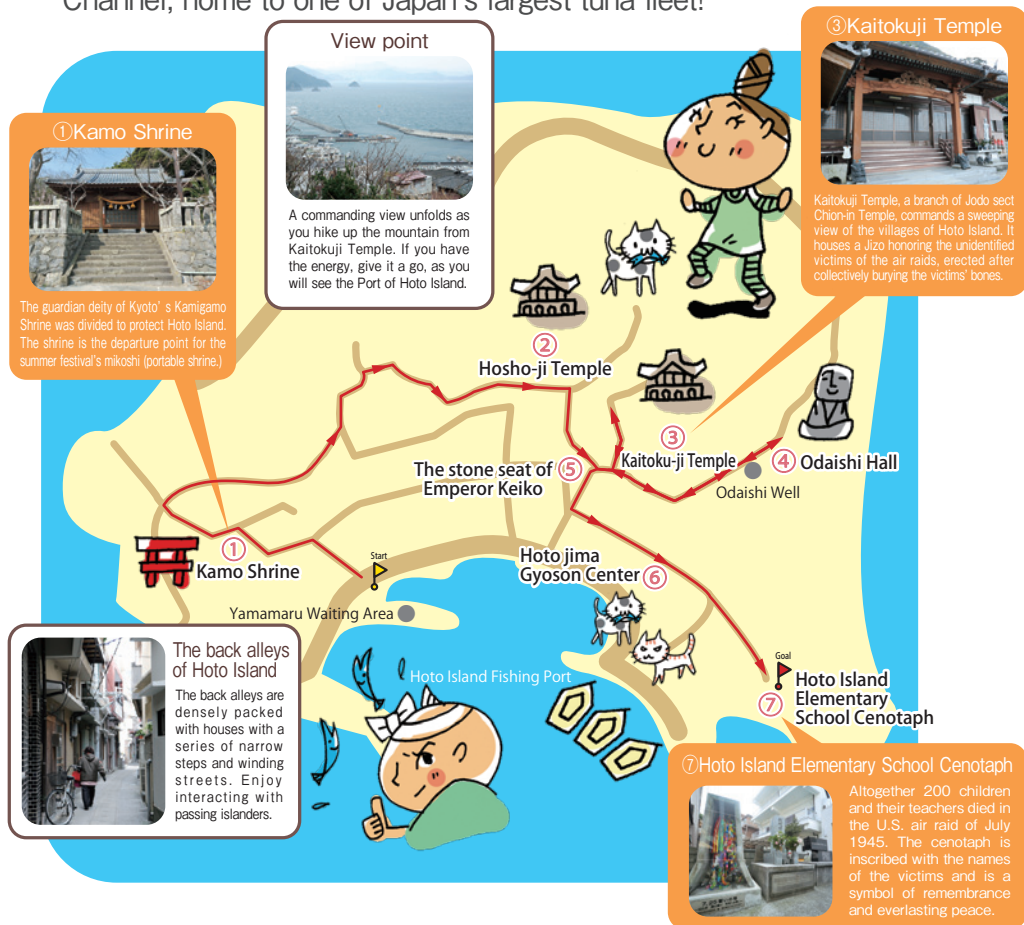 Channel, home to one of Japan's largest tuna fleet!
View point
A commanding view unfolds as
you hike up the mountain from
Kaitokuji Temple. If you have
the energy, give it a go, as you
will see the Port of Hoto Island.
③Kaitokuji Temple
Kaitokuji Temple, a branch of Jodo sect
Chion-in Temple, commands a sweeping
view of the villages of Hoto Island. It
houses a Jizo honoring the unidentified
victims of the air raids, erected after
collectively burying the victims' bones.
①Kamo Shrine
The guardian deity of Kyoto's Kamigamo
Shrine was divided to protect Hoto Island.
The shrine is the departure point for the
summer festival's mikoshi (portable shrine.)
②
Hosho-ji Temple
③
Kaitoku-ji Temple
④ Odaishi Hall
Odaishi Well
The stone seat of ⑤
Emperor Keiko
①
Kamo Shrine
Start
Yamamaru Waiting Area
Hoto jima
Gyoson Center ⑥
Hoto Island Fishing Port
Goal
⑦
Hoto Island
Elementary
School Cenotaph
The back alleys
of Hoto Island
The back alleys are
densely packed
with houses with a
series of narrow
steps and winding
streets. Enjoy
interacting with
passing islanders.
⑦Hoto Island Elementary School Cenotaph
Altogether 200 children
and their teachers died in
the U.S. air raid of July
1945. The cenotaph is
inscribed with the names
of the victims and is a
symbol of remembrance
and everlasting peace.